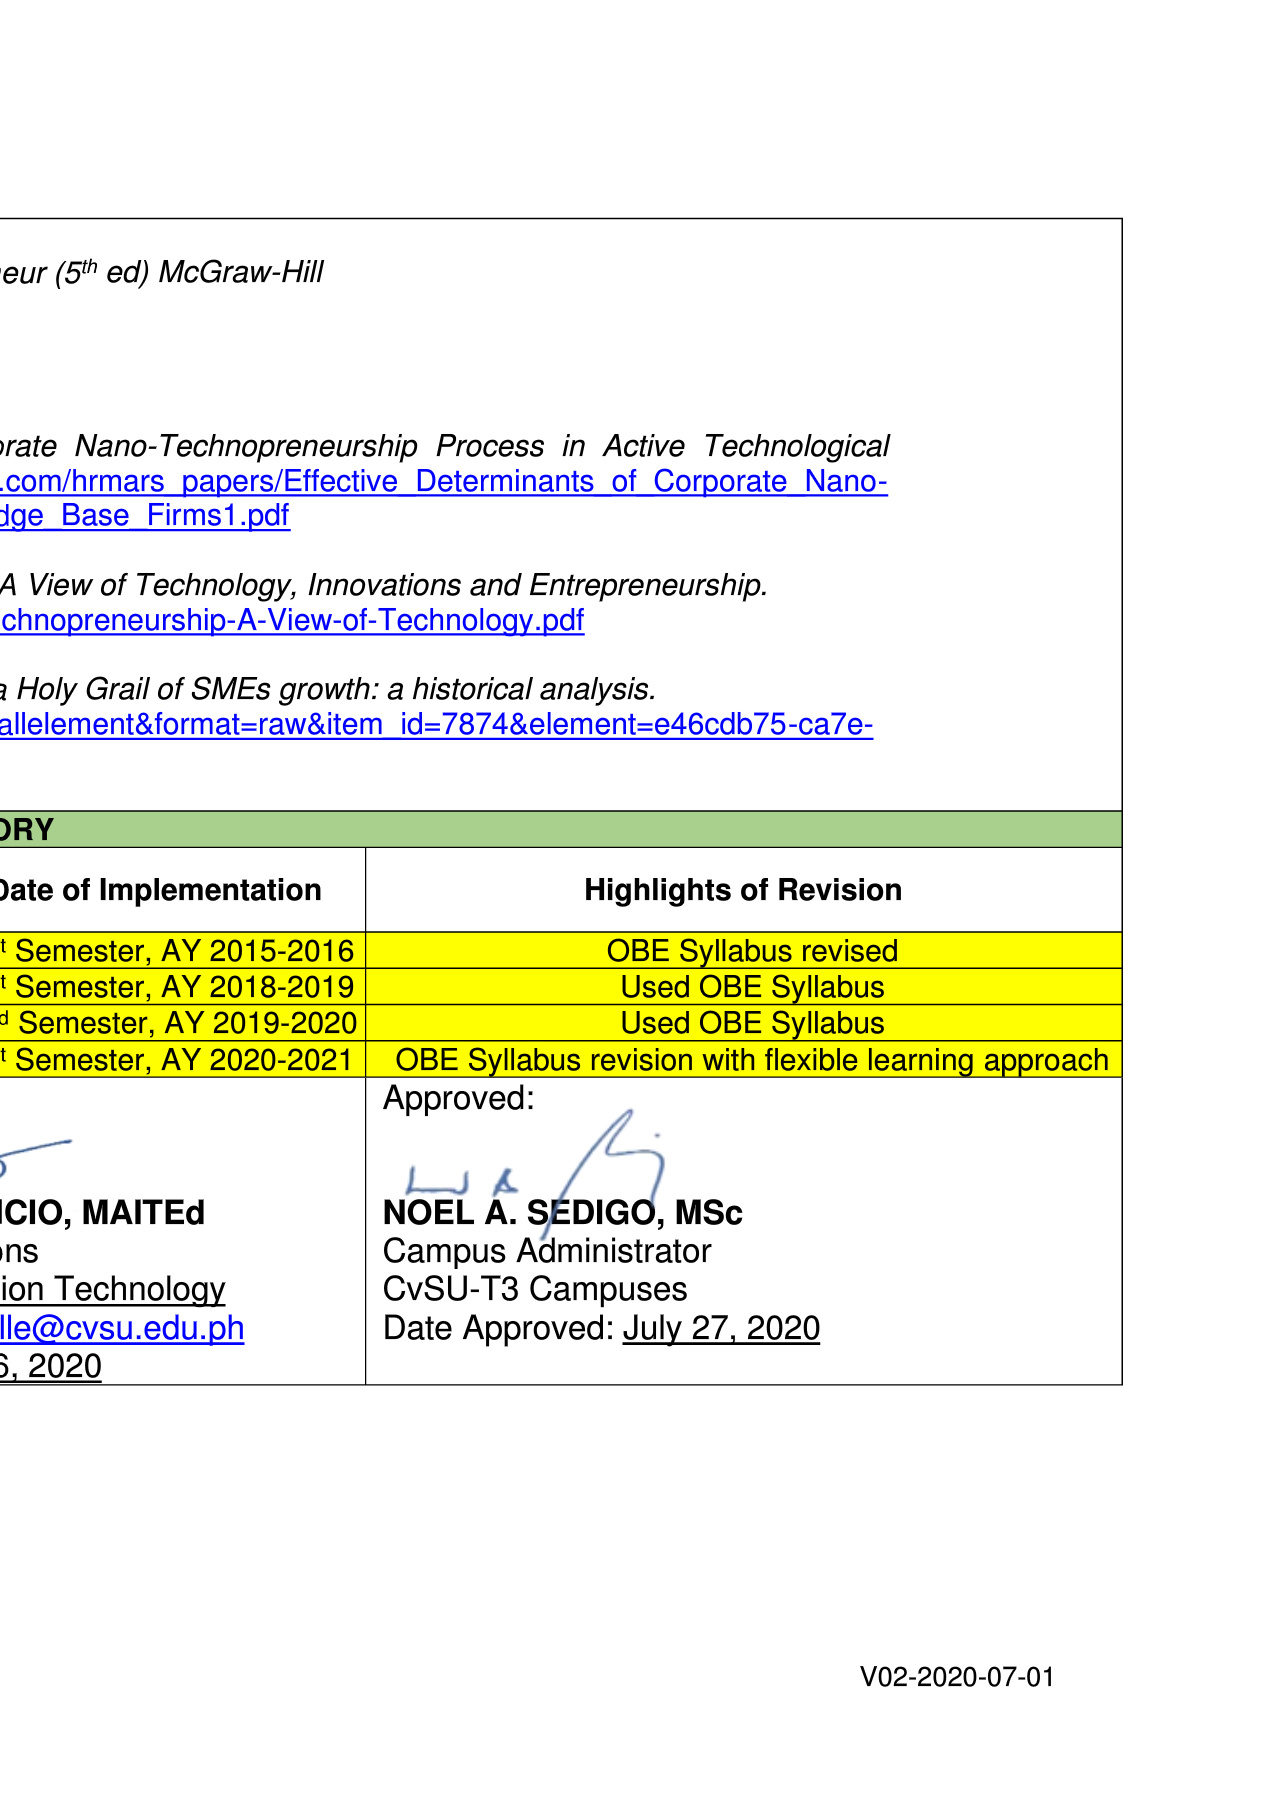 neur (5th ed) McGraw-Hill
orate Nano-Technopreneurship Process in Active Technological
.com/hrmars_papers/Effective_Determinants_of_Corporate_Nano-
dge_Base_Firms1.pdf
A View of Technology, Innovations and Entrepreneurship.
chnopreneurship-A-View-of-Technology.pdf
a Holy Grail of SMEs growth: a historical analysis.
allelement&format=raw&item_id=7874&element=e46cdb75-ca7e-
ORY
Date of Implementation Highlights of Revision
t Semester, AY 2015-2016 OBE Syllabus revised
t Semester, AY 2018-2019 Used OBE Syllabus
d Semester, AY 2019-2020 Used OBE Syllabus
t Semester, AY 2020-2021 OBE Syllabus revision with flexible learning approach
Approved:
ICIO, MAITEd NOEL A. SEDIGO, MSc
ons Campus Administrator
ion Technology CvSU-T3 Campuses
lle@cvsu.edu.ph Date Approved: July 27, 2020
6, 2020
V02-2020-07-01